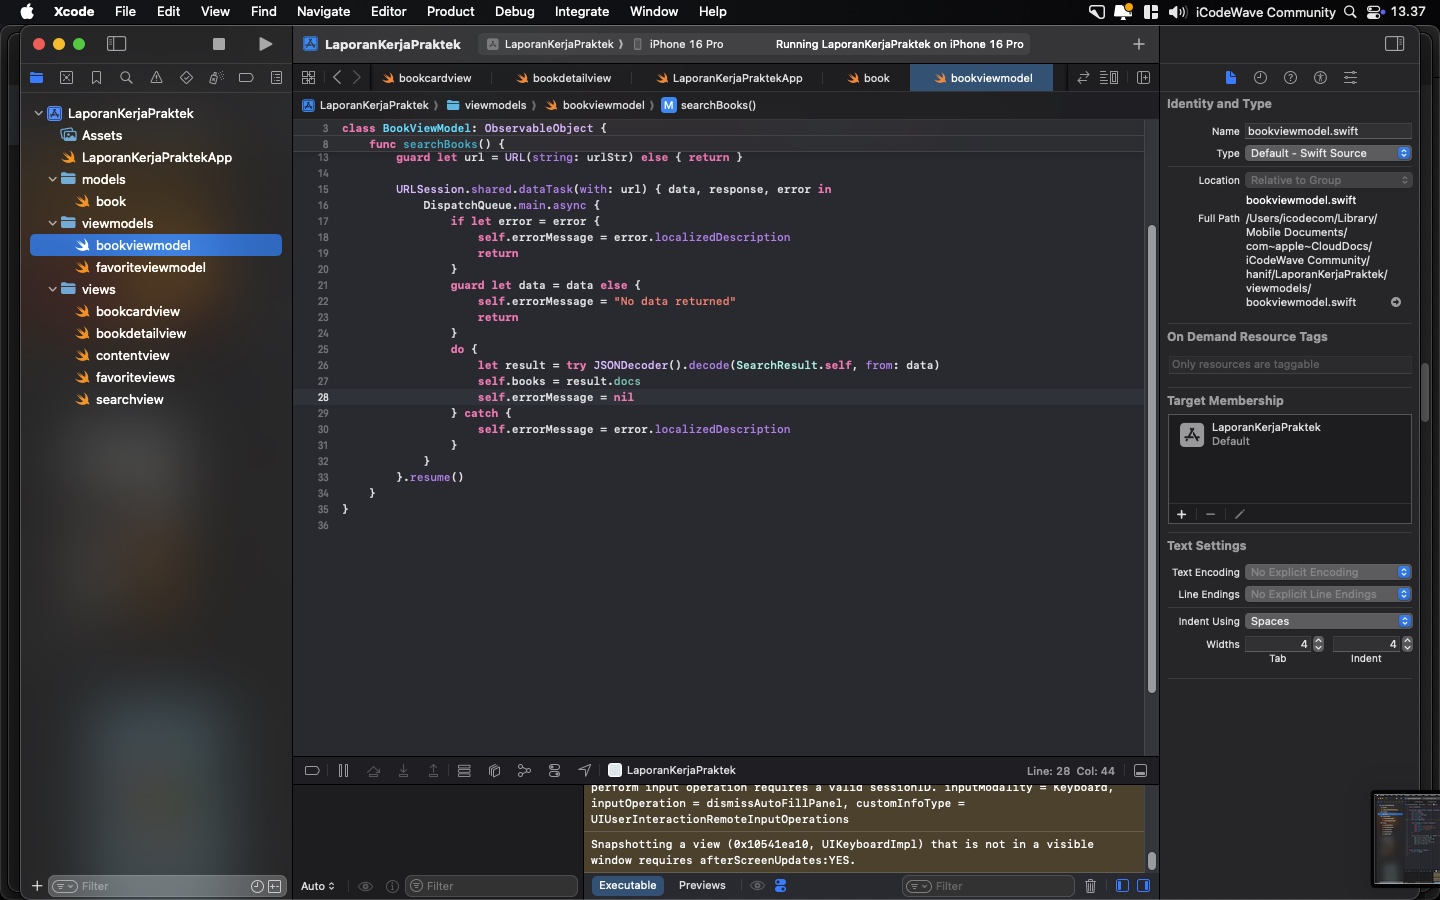 Xcode File Edit View Find Navigate Editor Product Debug Integrate Window Help iCodeWave Community 13.37
LaporanKerjaPraktek
LaporanKerjaPraktek iPhone 16 Pro
Running LaporanKerjaPraktek on iPhone 16 Pro
LaporanKerjaPraktek
Assets
LaporanKerjaPraktekApp
models
book
viewmodels
bookviewmodel
favoriteviewmodel
views
bookcardview
bookdetailview
contentview
favoriteviews
searchview
Filter
bookcardview bookdetailview LaporanKerjaPraktekApp book bookviewmodel
LaporanKerjaPraktek viewmodels bookviewmodel M searchBooks()
3 class BookViewModel: ObservableObject {
8 func searchBooks() {
13 guard let url = URL(string: urlStr) else { return }
14
15 URLSession.shared.dataTask(with: url) { data, response, error in
16 DispatchQueue.main.async {
17 if let error = error {
18 self.errorMessage = error.localizedDescription
19 return
20 }
21 guard let data = data else {
22 self.errorMessage = "No data returned"
23 return
24 }
25 do {
26 let result = try JSONDecoder().decode(SearchResult.self, from: data)
27 self.books = result.docs
28 self.errorMessage = nil
29 } catch {
30 self.errorMessage = error.localizedDescription
31 }
32 }
33 }.resume()
34 }
35 }
36
LaporanKerjaPraktek
Line: 28 Col: 44
perform input operation requires a valid sessionID. inputModality = Keyboard,
inputOperation = dismissAutoFillPanel, customInfoType =
UIUserInteractionRemoteInputOperations
Snapshotting a view (0x10541ea10, UIKeyboardImpl) that is not in a visible
window requires afterScreenUpdates:YES.
Auto Filter
Executable Previews Filter
Identity and Type
Name bookviewmodel.swift
Type Default - Swift Source
Location Relative to Group
bookviewmodel.swift
Full Path /Users/icodecom/Library/
Mobile Documents/
com~apple~CloudDocs/
iCodeWave Community/
hanif/LaporanKerjaPraktek/
viewmodels/
bookviewmodel.swift
On Demand Resource Tags
Only resources are taggable
Target Membership
LaporanKerjaPraktek
Default
Text Settings
Text Encoding No Explicit Encoding
Line Endings No Explicit Line Endings
Indent Using Spaces
Widths 4 4
Tab Indent